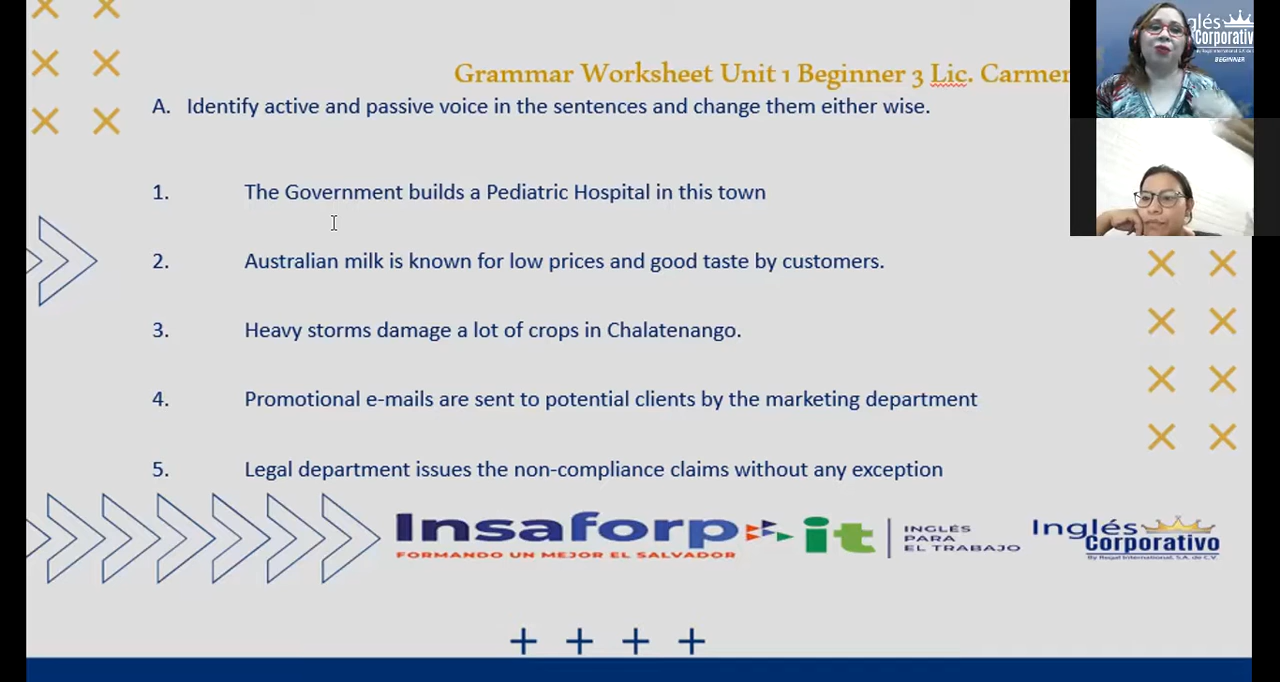 Grammar Worksheet Unit 1 Beginner 3 Lic. Carmen
A. Identify active and passive voice in the sentences and change them either wise.
1. The Government builds a Pediatric Hospital in this town
2. Australian milk is known for low prices and good taste by customers.
3. Heavy storms damage a lot of crops in Chalatenango.
4. Promotional e-mails are sent to potential clients by the marketing department
5. Legal department issues the non-compliance claims without any exception
Insaforp
FORMANDO UN MEJOR EL SALVADOR
it
INGLÉS
PARA
EL TRABAJO
Inglés
Corporativo
By Regal International, S.A. de C.V.
glés
Corporativo
BEGINNER